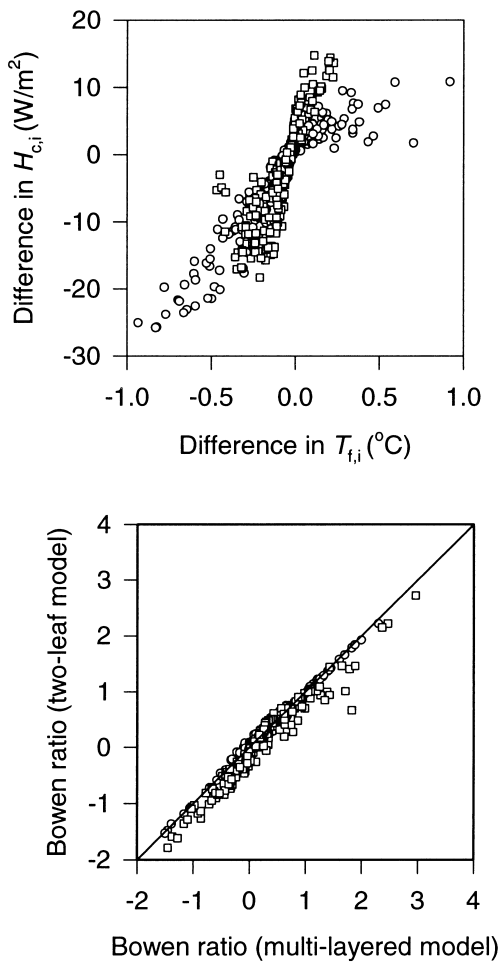 20
10
0
-10
-20
-30
Difference in Hc,i (W/m²)
-1.0 -0.5 0.0 0.5 1.0
Difference in Tf,i (°C)
4
3
2
1
0
-1
-2
Bowen ratio (two-leaf model)
-2 -1 0 1 2 3 4
Bowen ratio (multi-layered model)